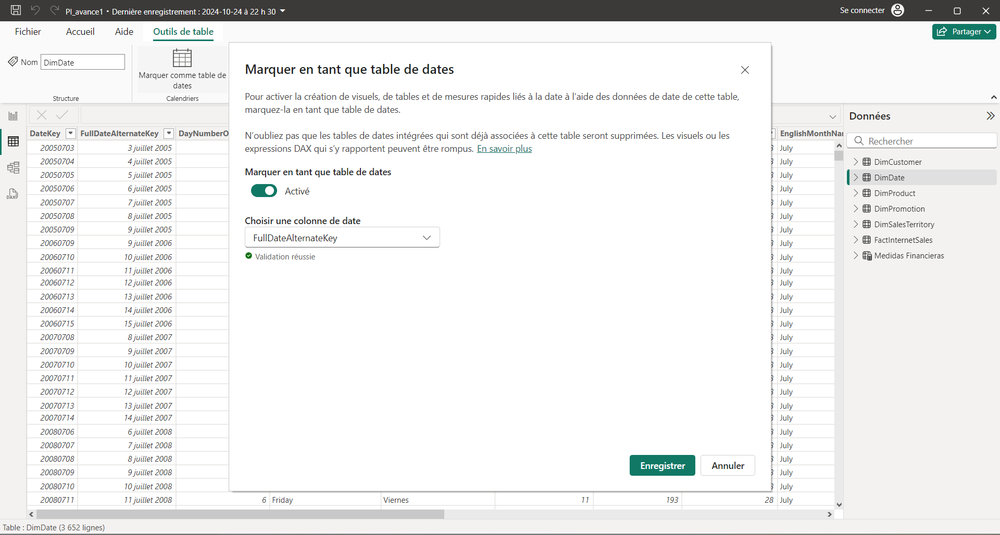 PI_avance1 • Dernière enregistrement : 2024-10-24 à 22 h 30
Se connecter
Fichier
Accueil
Aide
Outils de table
Partager
Nom
DimDate
Marquer comme table de
dates
Structure
Calendriers
Marquer en tant que table de dates
Pour activer la création de visuels, de tables et de mesures rapides liés à la date à l'aide des données de date de cette table,
marquez-la en tant que table de dates.
N'oubliez pas que les tables de dates intégrées qui sont déjà associées à cette table seront supprimées. Les visuels ou les
expressions DAX qui s'y rapportent peuvent être rompus. En savoir plus
Marquer en tant que table de dates
Activé
Choisir une colonne de date
FullDateAlternateKey
Validation réussie
Enregistrer
Annuler
DAX
DateKey FullDateAlternateKey DayNumberO EnglishMonthNa
20050703 3 juillet 2005 July
20050704 4 juillet 2005 July
20050705 5 juillet 2005 July
20050706 6 juillet 2005 July
20050707 7 juillet 2005 July
20050708 8 juillet 2005 July
20050709 9 juillet 2005 July
20060709 9 juillet 2006 July
20060710 10 juillet 2006 July
20060711 11 juillet 2006 July
20060712 12 juillet 2006 July
20060713 13 juillet 2006 July
20060714 14 juillet 2006 July
20060715 15 juillet 2006 July
20070708 8 juillet 2007 July
20070709 9 juillet 2007 July
20070710 10 juillet 2007 July
20070711 11 juillet 2007 July
20070712 12 juillet 2007 July
20070713 13 juillet 2007 July
20070714 14 juillet 2007 July
20080706 6 juillet 2008 July
20080707 7 juillet 2008 July
20080708 8 juillet 2008 July
20080709 9 juillet 2008 July
20080710 10 juillet 2008 July
20080711 11 juillet 2008 6 Friday Viernes 11 193 28 July
Données
Rechercher
DimCustomer
DimDate
DimProduct
DimPromotion
DimSalesTerritory
FactInternetSales
Medidas Financieras
Table : DimDate (3 652 lignes)